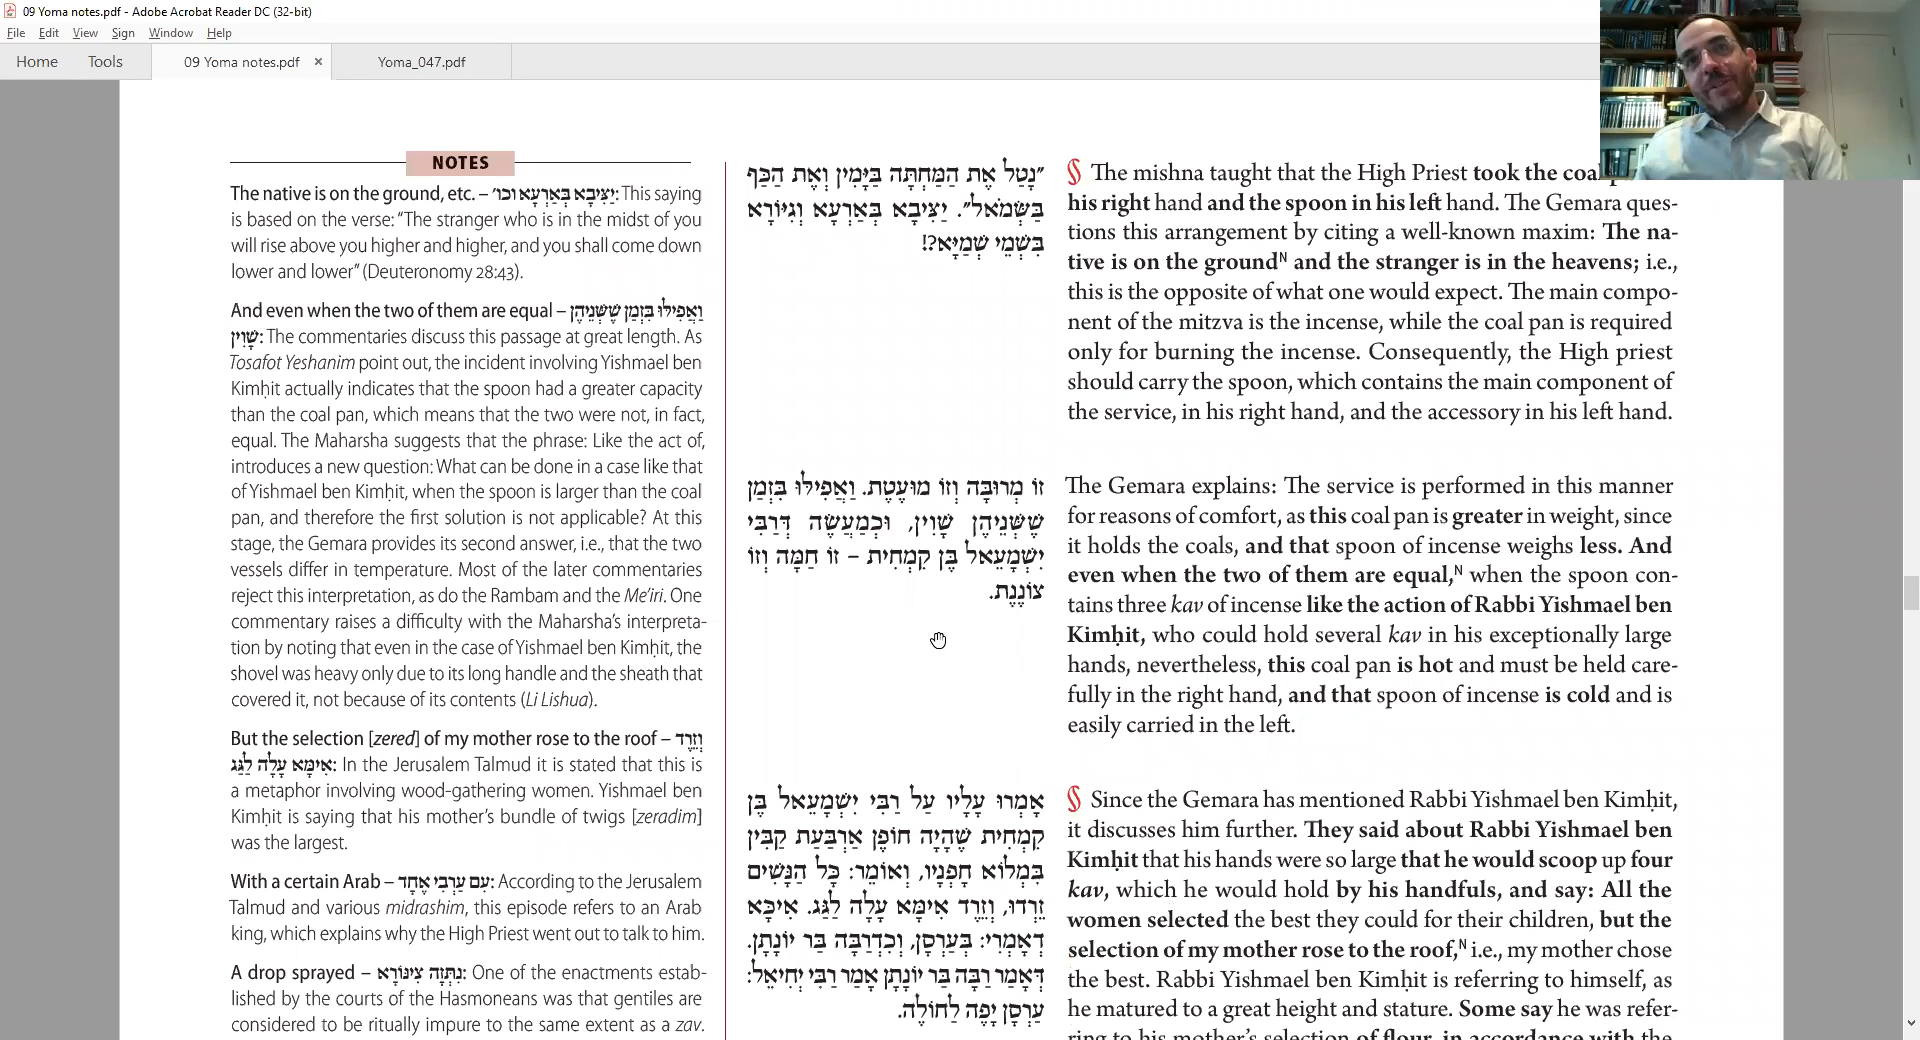 09 Yoma notes.pdf - Adobe Acrobat Reader DC (32-bit)
File Edit View Sign Window Help
Home Tools 09 Yoma notes.pdf × Yoma_047.pdf
NOTES
The native is on the ground, etc. – יַצִּיבָא בְּאַרְעָא וכו׳: This saying
is based on the verse: “The stranger who is in the midst of you
will rise above you higher and higher, and you shall come down
lower and lower” (Deuteronomy 28:43).
And even when the two of them are equal – וַאֲפִילּוּ בִּזְמַן שֶׁשְּׁנֵיהֶן
שָׁוִין: The commentaries discuss this passage at great length. As
Tosafot Yeshanim point out, the incident involving Yishmael ben
Kimḥit actually indicates that the spoon had a greater capacity
than the coal pan, which means that the two were not, in fact,
equal. The Maharsha suggests that the phrase: Like the act of,
introduces a new question: What can be done in a case like that
of Yishmael ben Kimḥit, when the spoon is larger than the coal
pan, and therefore the first solution is not applicable? At this
stage, the Gemara provides its second answer, i.e., that the two
vessels differ in temperature. Most of the later commentaries
reject this interpretation, as do the Rambam and the Me’iri. One
commentary raises a difficulty with the Maharsha’s interpreta-
tion by noting that even in the case of Yishmael ben Kimḥit, the
shovel was heavy only due to its long handle and the sheath that
covered it, not because of its contents (Li Lishua).
But the selection [zered] of my mother rose to the roof – וְזֶרֶד
אִימָּא עָלָה לַגָּג: In the Jerusalem Talmud it is stated that this is
a metaphor involving wood-gathering women. Yishmael ben
Kimḥit is saying that his mother’s bundle of twigs [zeradim]
was the largest.
With a certain Arab – עִם עַרְבִי אֶחָד: According to the Jerusalem
Talmud and various midrashim, this episode refers to an Arab
king, which explains why the High Priest went out to talk to him.
A drop sprayed – נִתְּזָה צִינּוֹרָא: One of the enactments estab-
lished by the courts of the Hasmoneans was that gentiles are
considered to be ritually impure to the same extent as a zav.
״נָטַל אֶת הַמַּחְתָּה בַּיָּמִין וְאֶת הַכַּף
בַּשְּׂמֹאל״. יַצִּיבָא בְּאַרְעָא וְגִיּוֹרָא
בִּשְׁמֵי שְׁמַיָּא?!
זוֹ מְרוּבָּה וְזוֹ מוּעֶטֶת. וַאֲפִילּוּ בִּזְמַן
שֶׁשְּׁנֵיהֶן שָׁוִין, וּכְמַעֲשֶׂה דְּרַבִּי
יִשְׁמָעֵאל בֶּן קִמְחִית – זוֹ חַמָּה וְזוֹ
צוֹנֶנֶת.
אָמְרוּ עָלָיו עַל רַבִּי יִשְׁמָעֵאל בֶּן
קִמְחִית שֶׁהָיָה חוֹפֵן אַרְבַּעַת קַבִּין
בִּמְלוֹא חׇפְנָיו, וְאוֹמֵר: כׇּל הַנָּשִׁים
זָרְדוּ, וְזֶרֶד אִימָּא עָלָה לַגָּג. אִיכָּא
דְאָמְרִי: בְּעַרְסָן, וְכִדְרַבָּה בַּר יוֹנָתָן.
דְּאָמַר רַבָּה בַּר יוֹנָתָן אָמַר רַבִּי יְחִיאֵל:
עַרְסָן יָפֶה לַחוֹלֶה.
§ The mishna taught that the High Priest took the
his right hand and the spoon in his left hand. The Gemara ques-
tions this arrangement by citing a well-known maxim: The na-
tive is on the groundᴺ and the stranger is in the heavens; i.e.,
this is the opposite of what one would expect. The main compo-
nent of the mitzva is the incense, while the coal pan is required
only for burning the incense. Consequently, the High priest
should carry the spoon, which contains the main component of
the service, in his right hand, and the accessory in his left hand.
The Gemara explains: The service is performed in this manner
for reasons of comfort, as this coal pan is greater in weight, since
it holds the coals, and that spoon of incense weighs less. And
even when the two of them are equal,ᴺ when the spoon con-
tains three kav of incense like the action of Rabbi Yishmael ben
Kimḥit, who could hold several kav in his exceptionally large
hands, nevertheless, this coal pan is hot and must be held care-
fully in the right hand, and that spoon of incense is cold and is
easily carried in the left.
§ Since the Gemara has mentioned Rabbi Yishmael ben Kimḥit,
it discusses him further. They said about Rabbi Yishmael ben
Kimḥit that his hands were so large that he would scoop up four
kav, which he would hold by his handfuls, and say: All the
women selected the best they could for their children, but the
selection of my mother rose to the roof,ᴺ i.e., my mother chose
the best. Rabbi Yishmael ben Kimḥit is referring to himself, as
he matured to a great height and stature. Some say he was refer-
ring to his mother’s selection of flour, in accordance with the